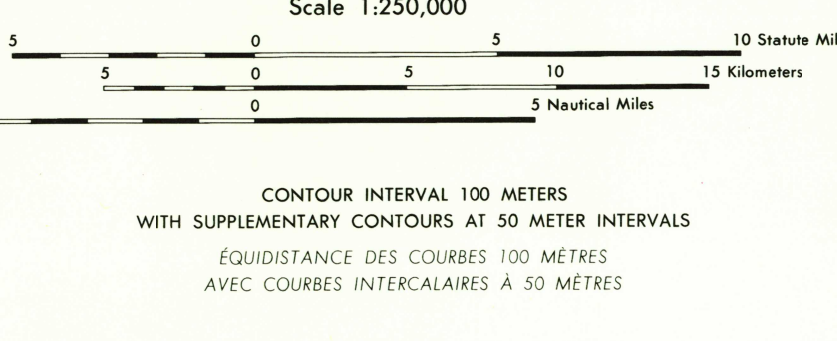 Scale 1:250,000
5 0 5 10 Statute
5 0 5 10 15 Kilometers
0 5 Nautical Miles
CONTOUR INTERVAL 100 METERS
WITH SUPPLEMENTARY CONTOURS AT 50 METER INTERVALS
ÉQUIDISTANCE DES COURBES 100 MÈTRES
AVEC COURBES INTERCALAIRES À 50 MÈTRES